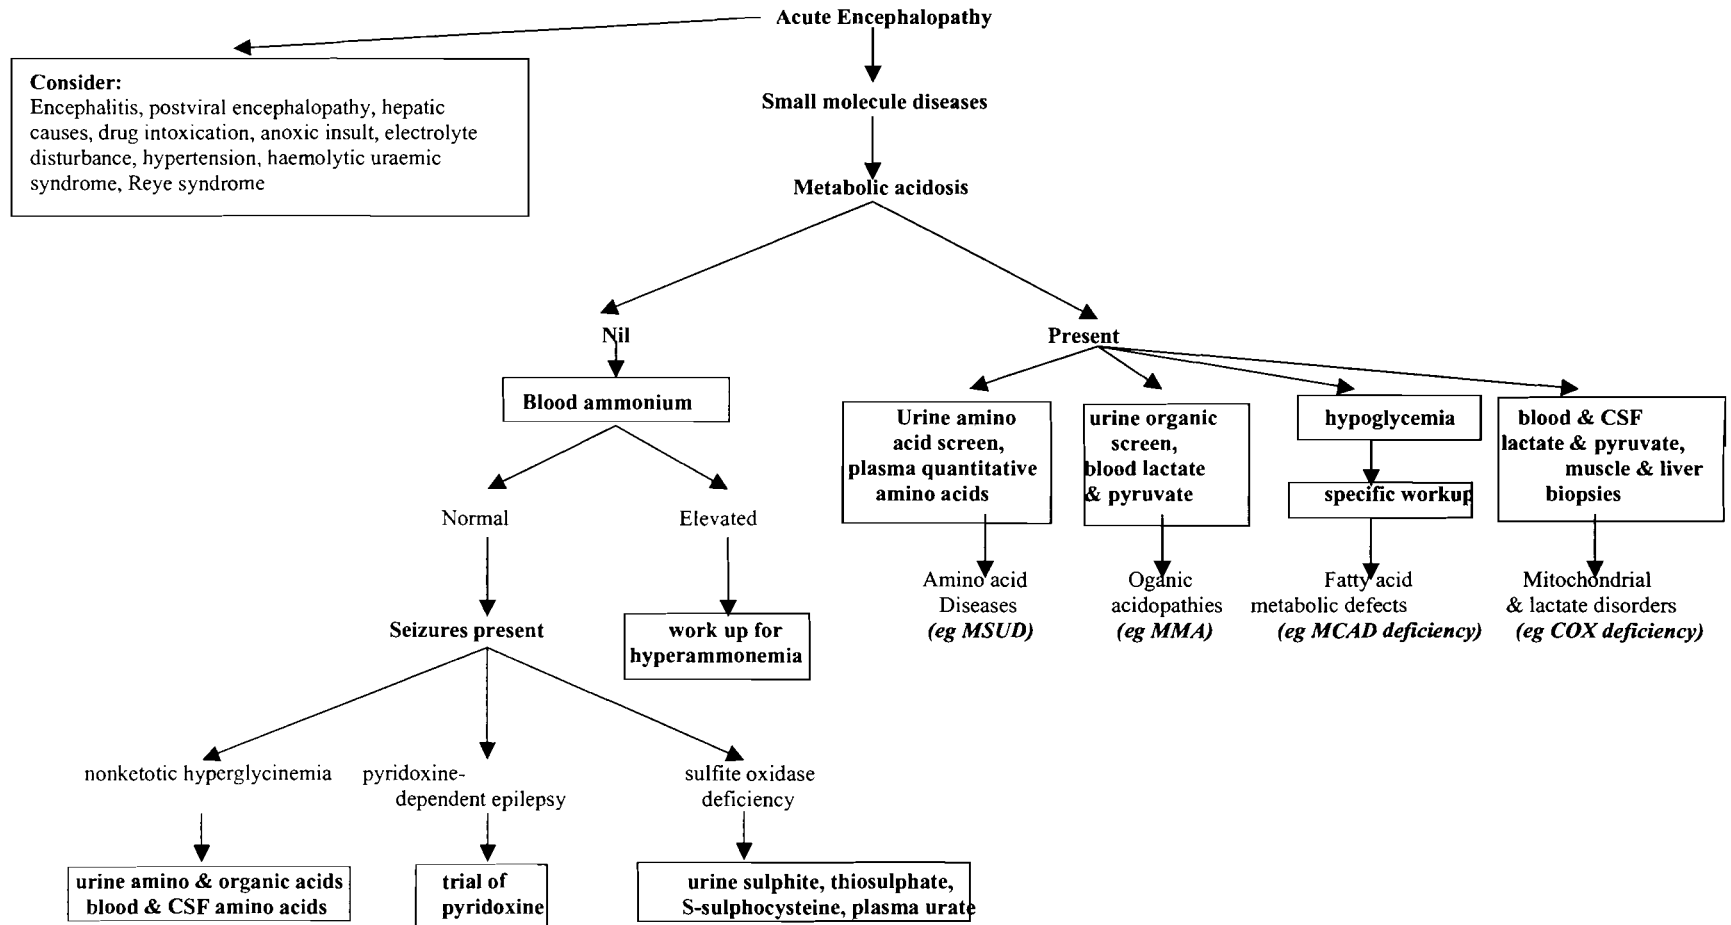 Acute Encephalopathy
Consider:
Encephalitis, postviral encephalopathy, hepatic
causes, drug intoxication, anoxic insult, electrolyte
disturbance, hypertension, haemolytic uraemic
syndrome, Reye syndrome
Small molecule diseases
Metabolic acidosis
Nil
Present
Blood ammonium
Urine amino
acid screen,
plasma quantitative
amino acids
urine organic
screen,
blood lactate
& pyruvate
hypoglycemia
specific workup
blood & CSF
lactate & pyruvate,
muscle & liver
biopsies
Normal
Elevated
Amino acid
Diseases
(eg MSUD)
Oganic
acidopathies
(eg MMA)
Fatty acid
metabolic defects
(eg MCAD deficiency)
Mitochondrial
& lactate disorders
(eg COX deficiency)
Seizures present
work up for
hyperammonemia
nonketotic hyperglycinemia
pyridoxine-
dependent epilepsy
sulfite oxidase
deficiency
urine amino & organic acids
blood & CSF amino acids
trial of
pyridoxine
urine sulphite, thiosulphate,
S-sulphocysteine, plasma urate